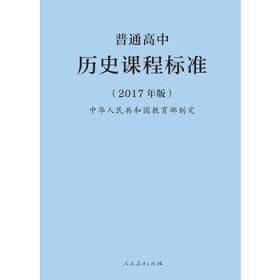 普通高中
历史课程标准
（2017年版）
中华人民共和国教育部制定
人民教育出版社